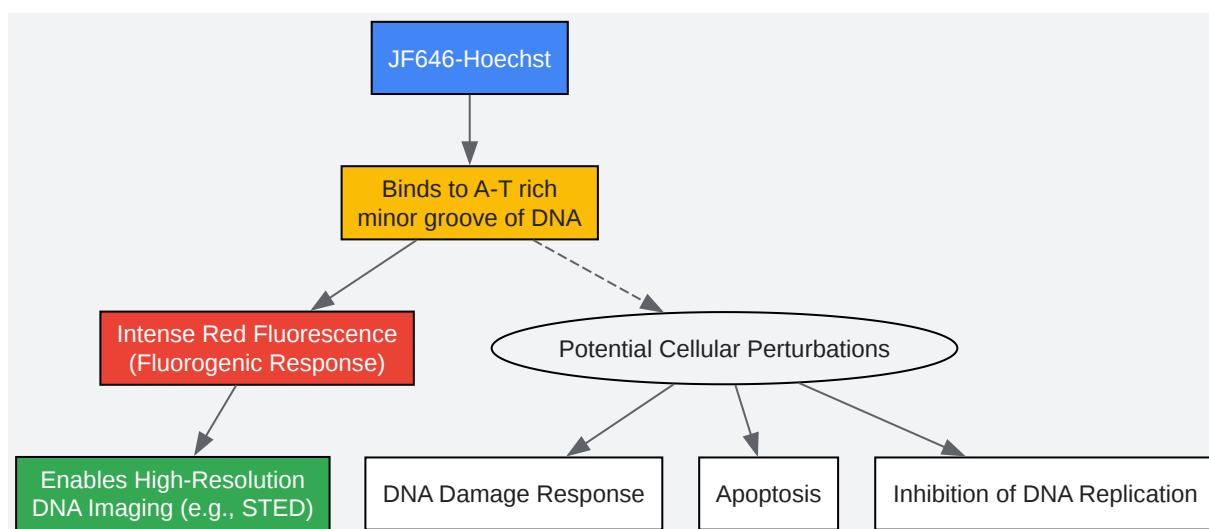 JF646-Hoechst
Binds to A-T rich
minor groove of DNA
Intense Red Fluorescence
(Fluorogenic Response)
Potential Cellular Perturbations
Enables High-Resolution
DNA Imaging (e.g., STED)
DNA Damage Response
Apoptosis
Inhibition of DNA Replication